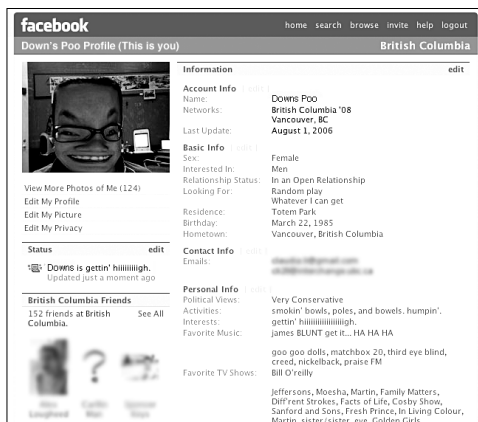 facebook
home search browse invite help logout
Down's Poo Profile (This is you)
British Columbia
Information edit
Account Info
Name: Downs Poo
Networks: British Columbia '08
Vancouver, BC
Last Update: August 1, 2006
Basic Info
Sex: Female
Interested In: Men
Relationship Status: In an Open Relationship
Looking For: Random play
Whatever I can get
Residence: Totem Park
Birthday: March 22, 1985
Hometown: Vancouver, British Columbia
Contact Info
Emails:
Personal Info
Political Views: Very Conservative
Activities: smokin' bowls, poles, and bowels. humpin'.
Interests: gettin' hiiiiiiiiiiiiiiiiigh.
Favorite Music: james BLUNT get it... HA HA HA
goo goo dolls, matchbox 20, third eye blind,
creed, nickelback, praise FM
Favorite TV Shows: Bill O'reilly
Jeffersons, Moesha, Martin, Family Matters,
Diff'rent Strokes, Facts of Life, Cosby Show,
Sanford and Sons, Fresh Prince, In Living Colour,
Martin, sister/sister, eve, Golden Girls
View More Photos of Me (124)
Edit My Profile
Edit My Picture
Edit My Privacy
Status edit
Downs is gettin' hiiiiiiiigh.
Updated just a moment ago
British Columbia Friends
152 friends at British
Columbia.
See All